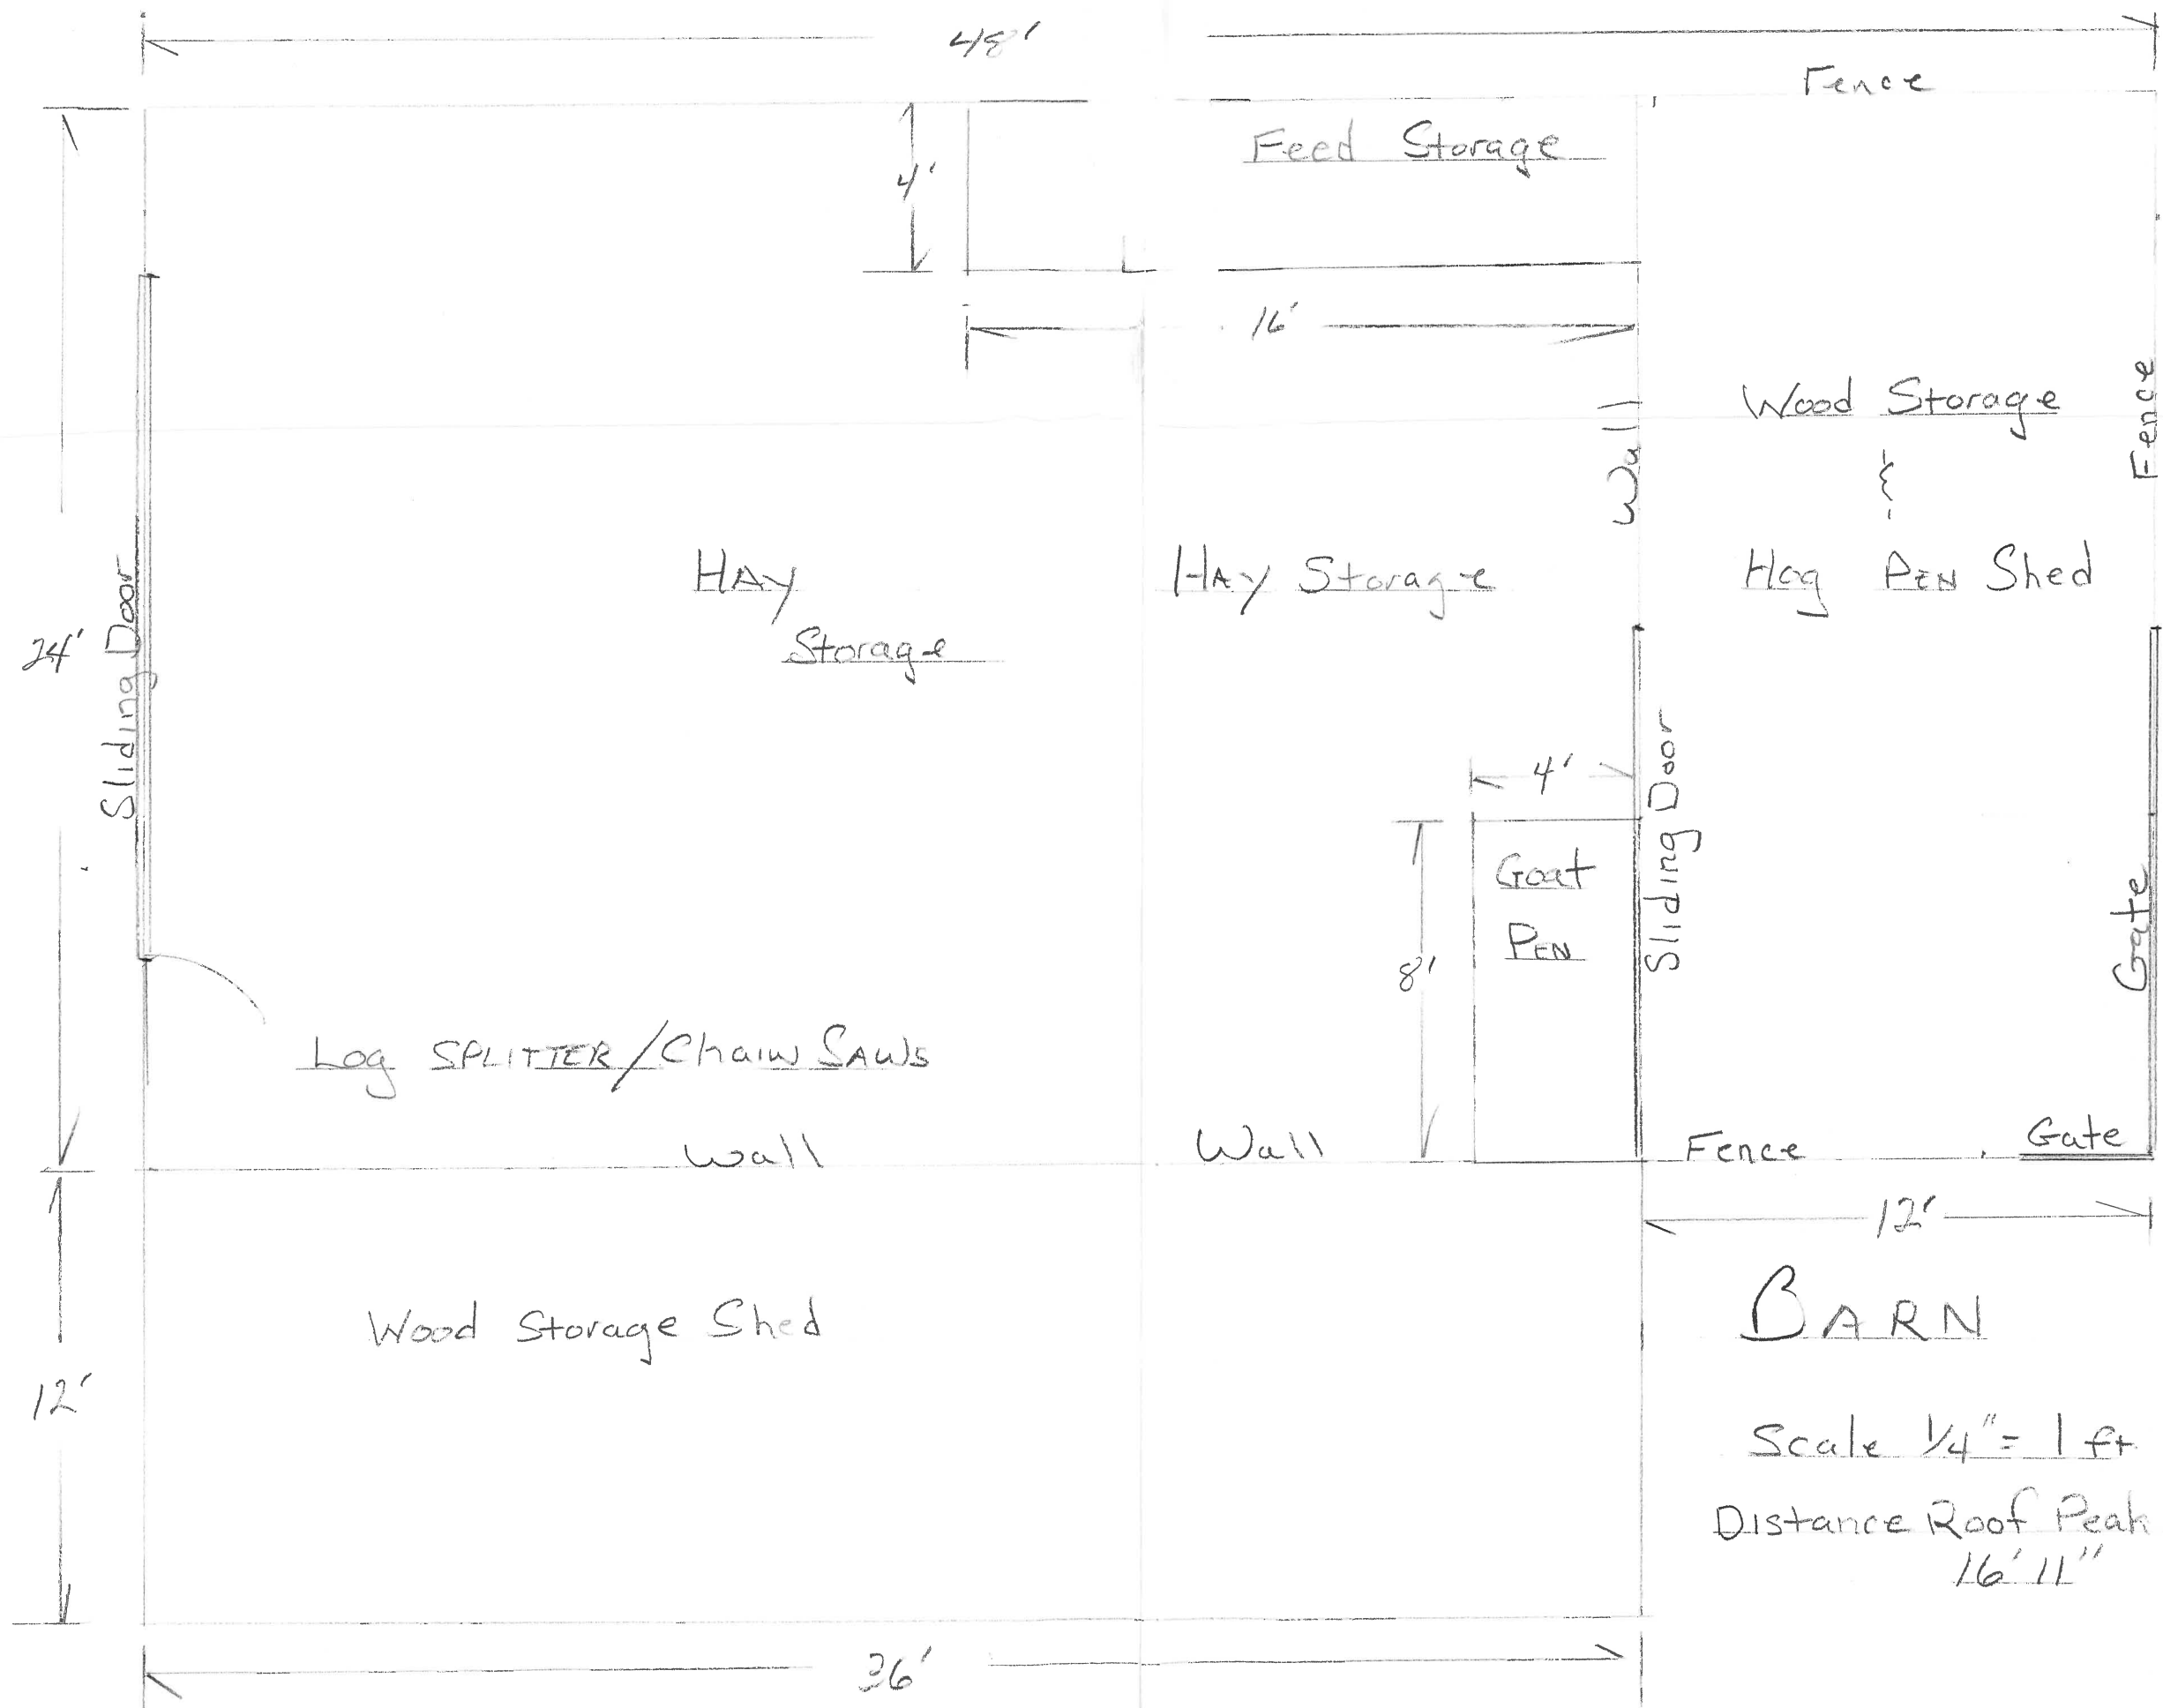 48'
Fence
Feed Storage
4'
16'
Wall
Wood Storage
&
Hog PEN Shed
Fence
HAY
Storage
HAY Storage
24'
Sliding Door
4'
Goat
PEN
8'
Sliding Door
Gate
Log SPLITTER/Chain SAWS
Wall
Wall
Fence
Gate
12'
Wood Storage Shed
12'
BARN
Scale 1/4" = 1 ft
Distance Roof Peak
16' 11"
36'